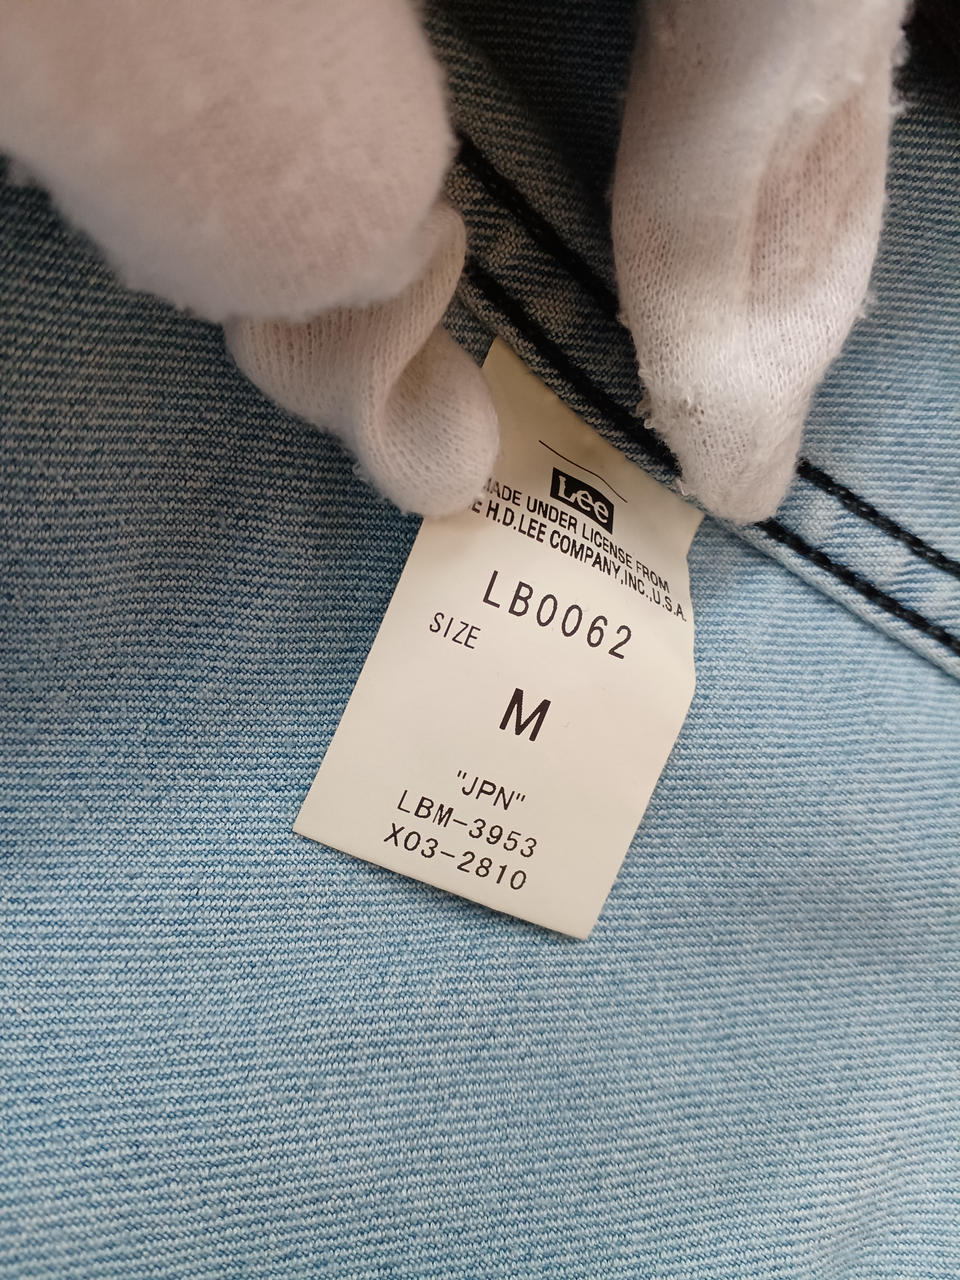 Lee
MADE UNDER LICENSE FROM
H.D.LEE COMPANY,INC.,U.S.A.
LB0062
SIZE
M
"JPN"
LBM-3953
X03-2810